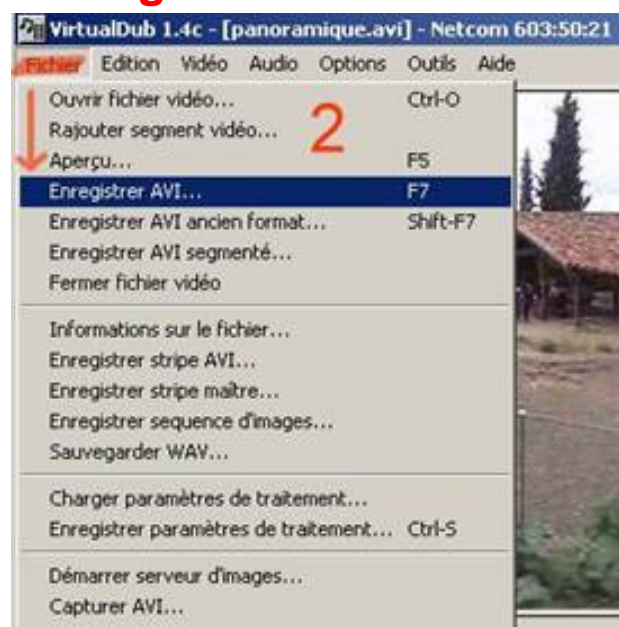 VirtualDub 1.4c - [panoramique.avi] - Netcom 603:50:21
Fichier Edition Vidéo Audio Options Outils Aide
Ouvrir fichier vidéo... Ctrl-O
Rajouter segment vidéo... 2
Aperçu... F5
Enregistrer AVI... F7
Enregistrer AVI ancien format... Shift-F7
Enregistrer AVI segmenté...
Fermer fichier vidéo
Informations sur le fichier...
Enregistrer stripe AVI...
Enregistrer stripe maître...
Enregistrer sequence d'images...
Sauvegarder WAV...
Charger paramètres de traitement...
Enregistrer paramètres de traitement... Ctrl-S
Démarrer serveur d'images...
Capturer AVI...